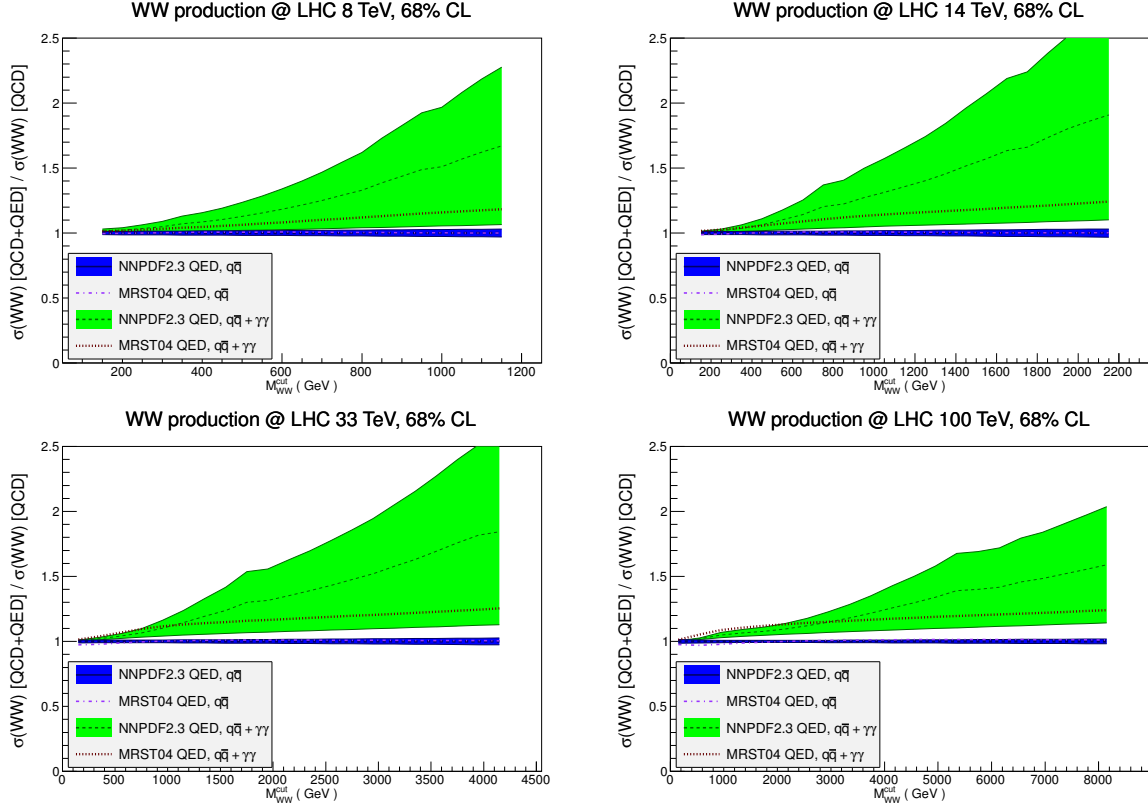 WW production @ LHC 8 TeV, 68% CL
σ(WW) [QCD+QED] / σ(WW) [QCD]
2.5
2
1.5
1
0.5
0
NNPDF2.3 QED, qq̅
MRST04 QED, qq̅
NNPDF2.3 QED, qq̅ + γγ
MRST04 QED, qq̅ + γγ
200 400 600 800 1000 1200
M_WW^cut ( GeV )
WW production @ LHC 14 TeV, 68% CL
σ(WW) [QCD+QED] / σ(WW) [QCD]
2.5
2
1.5
1
0.5
0
NNPDF2.3 QED, qq̅
MRST04 QED, qq̅
NNPDF2.3 QED, qq̅ + γγ
MRST04 QED, qq̅ + γγ
0 200 400 600 800 1000 1200 1400 1600 1800 2000 2200
M_WW^cut ( GeV )
WW production @ LHC 33 TeV, 68% CL
σ(WW) [QCD+QED] / σ(WW) [QCD]
2.5
2
1.5
1
0.5
0
NNPDF2.3 QED, qq̅
MRST04 QED, qq̅
NNPDF2.3 QED, qq̅ + γγ
MRST04 QED, qq̅ + γγ
0 500 1000 1500 2000 2500 3000 3500 4000 4500
M_WW^cut ( GeV )
WW production @ LHC 100 TeV, 68% CL
σ(WW) [QCD+QED] / σ(WW) [QCD]
2.5
2
1.5
1
0.5
0
NNPDF2.3 QED, qq̅
MRST04 QED, qq̅
NNPDF2.3 QED, qq̅ + γγ
MRST04 QED, qq̅ + γγ
0 1000 2000 3000 4000 5000 6000 7000 8000
M_WW^cut ( GeV )